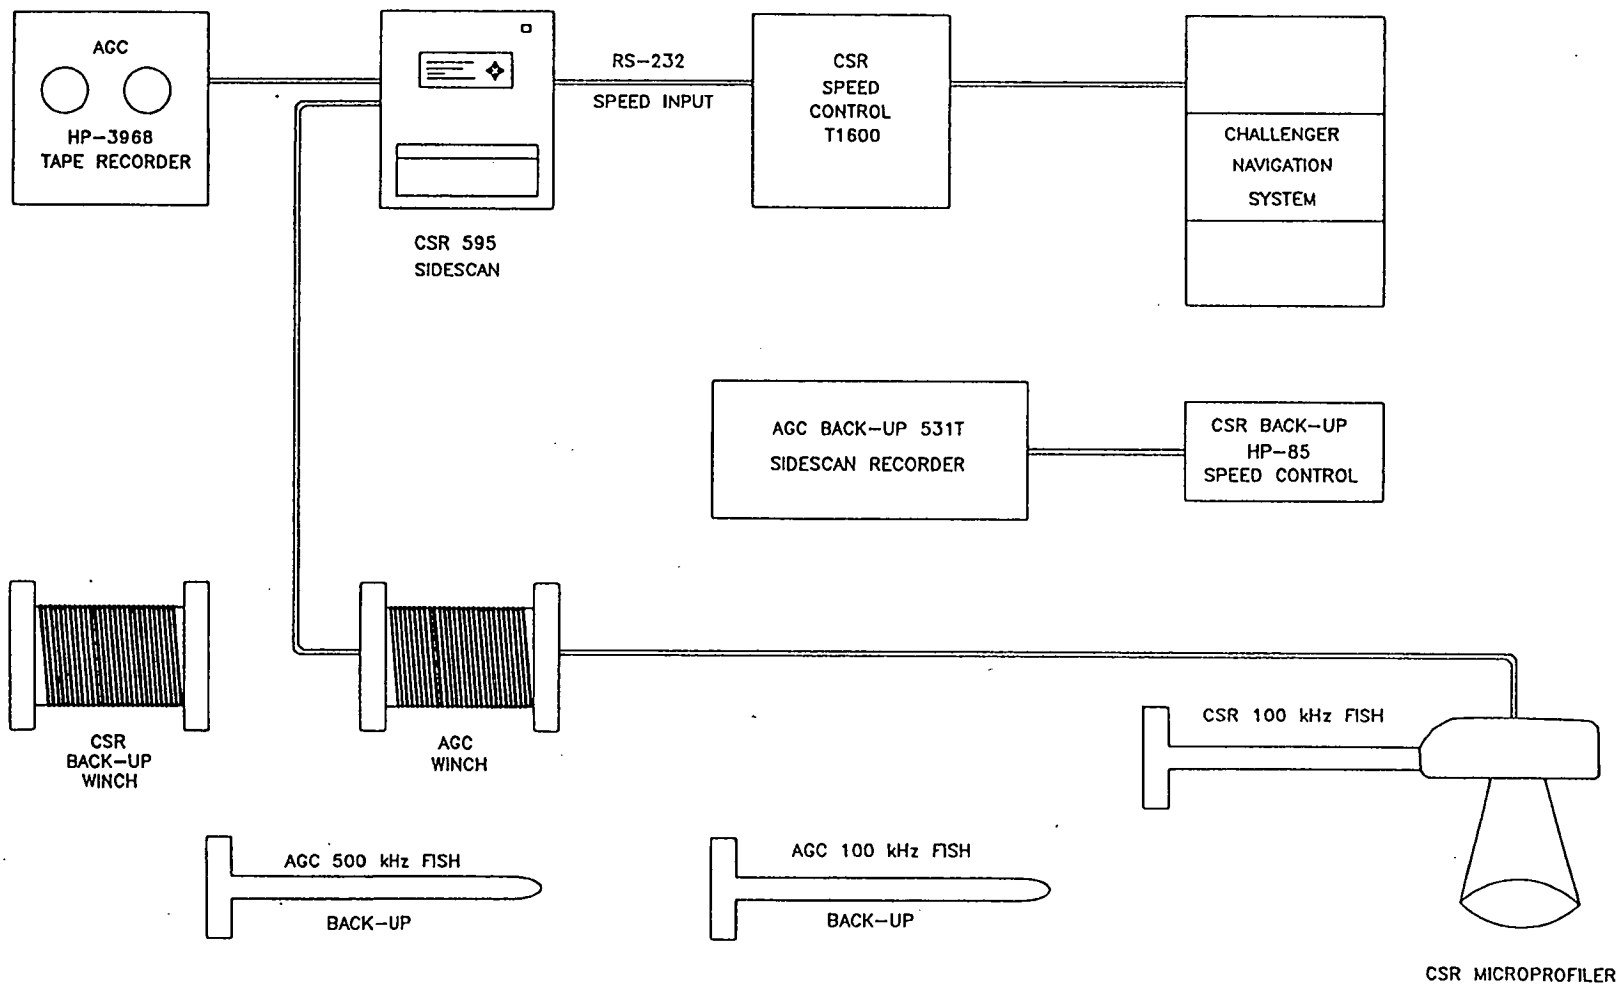 AGC
HP-3968
TAPE RECORDER
CSR 595
SIDESCAN
RS-232
SPEED INPUT
CSR
SPEED
CONTROL
T1600
CHALLENGER
NAVIGATION
SYSTEM
AGC BACK-UP 531T
SIDESCAN RECORDER
CSR BACK-UP
HP-85
SPEED CONTROL
CSR
BACK-UP
WINCH
AGC
WINCH
CSR 100 kHz FISH
AGC 500 kHz FISH
BACK-UP
AGC 100 kHz FISH
BACK-UP
CSR MICROPROFILER